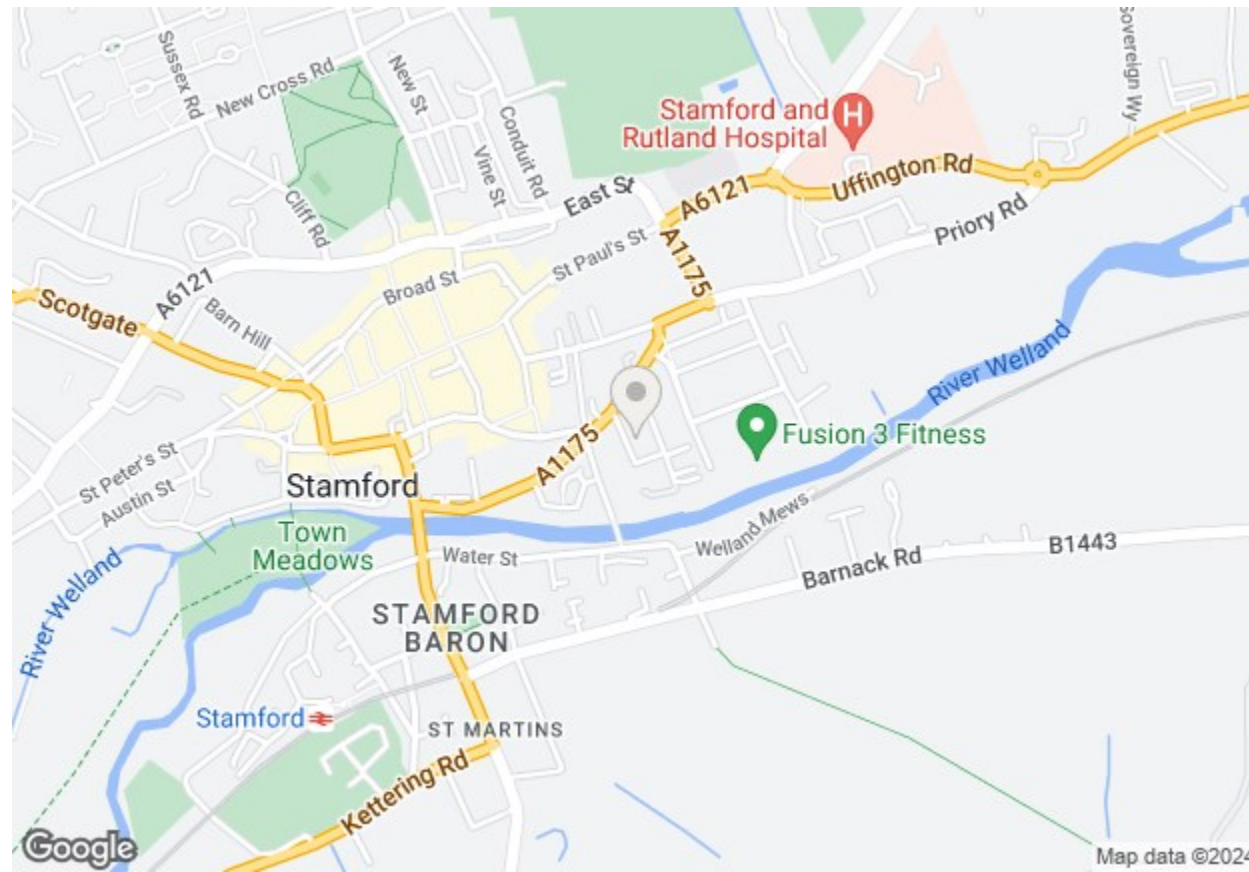 Sussex Rd
New Cross Rd
New St
Conduit Rd
Vine St
Sovereign Wy
Stamford and
Rutland Hospital
H
Uffington Rd
A6121
East St
Cliff Rd
St Paul's St
A1175
Priory Rd
A6121
Broad St
Scotgate
Barn Hill
River Welland
Fusion 3 Fitness
A1175
St Peter's St
Austin St
Stamford
Town
Meadows
Water St
Welland Mews
Barnack Rd
B1443
River Welland
STAMFORD
BARON
Stamford
ST MARTINS
Kettering Rd
Google
Map data ©2024